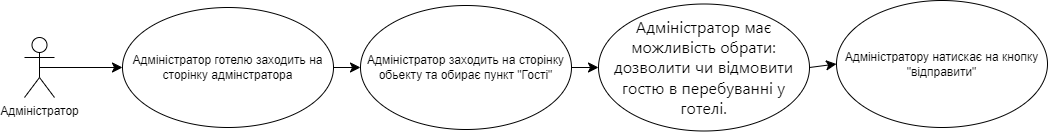 Адміністратор
Адміністратор готелю заходить на
сторінку адмінстратора
Адміністратор заходить на сторінку
обьекту та обирає пункт "Гості"
Адміністратор має
можливість обрати:
дозволити чи відмовити
гостю в перебуванні у
готелі.
Адміністратору натискає на кнопку
"відправити"